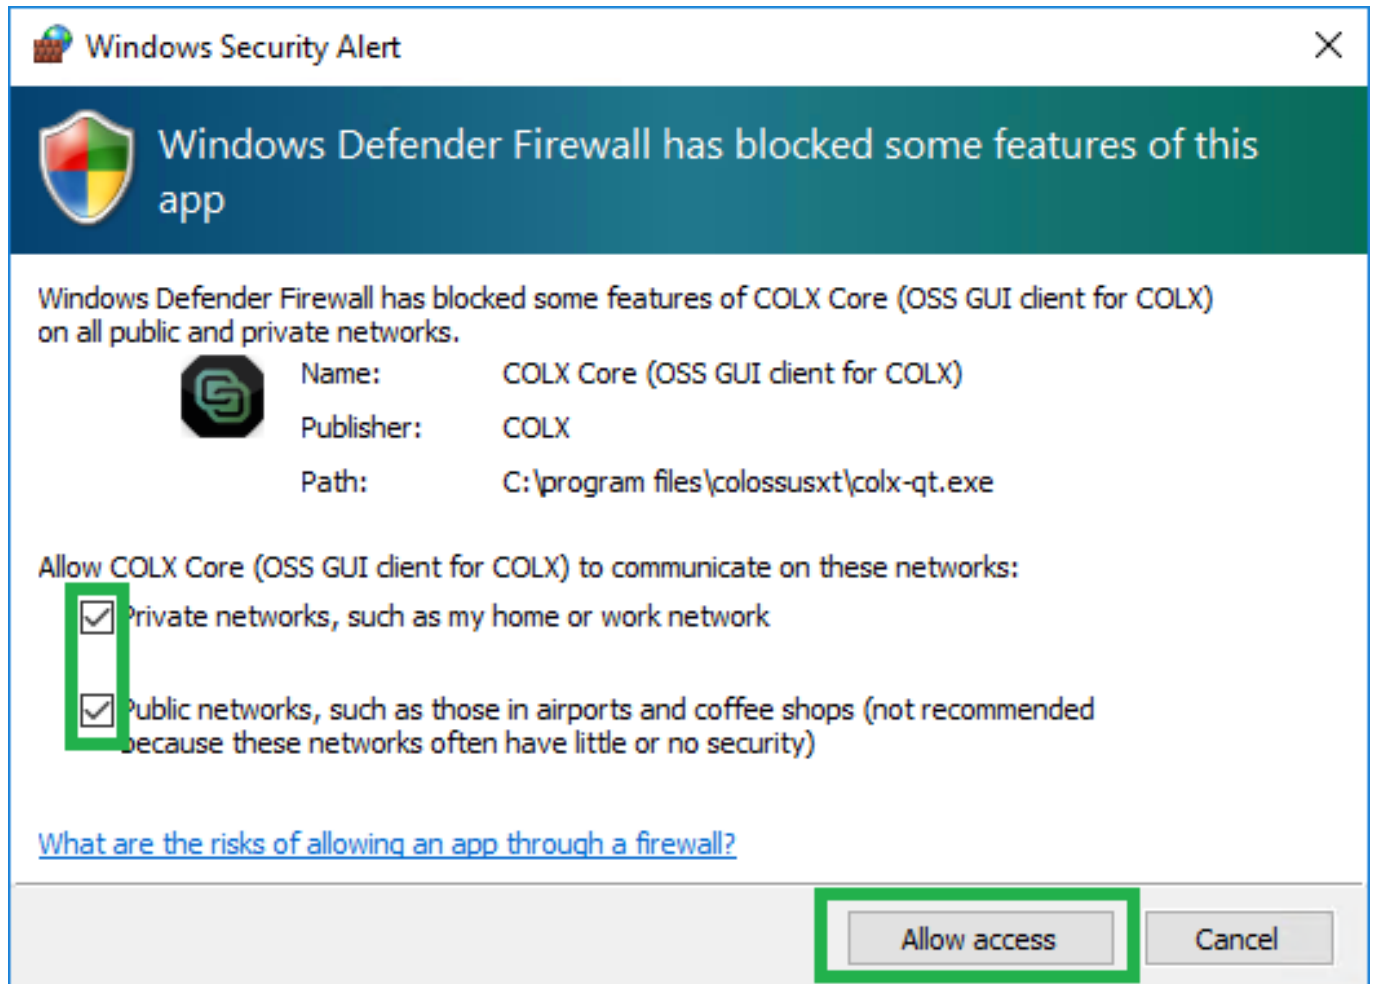 Windows Security Alert
Windows Defender Firewall has blocked some features of this
app
Windows Defender Firewall has blocked some features of COLX Core (OSS GUI client for COLX)
on all public and private networks.
Name: COLX Core (OSS GUI client for COLX)
Publisher: COLX
Path: C:\program files\colossusxt\colx-qt.exe
Allow COLX Core (OSS GUI client for COLX) to communicate on these networks:
Private networks, such as my home or work network
Public networks, such as those in airports and coffee shops (not recommended
because these networks often have little or no security)
What are the risks of allowing an app through a firewall?
Allow access
Cancel